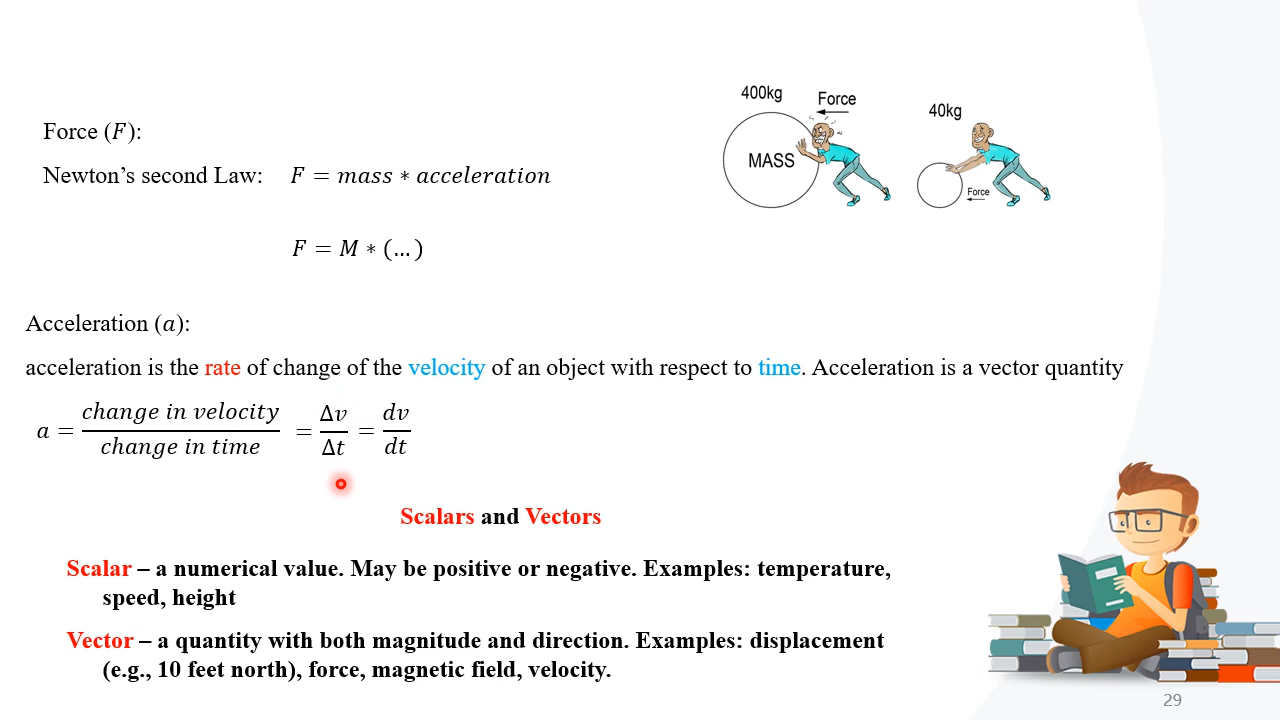 400kg
Force
40kg
MASS
Force
Force (𝐹):
Newton’s second Law: 𝐹 = 𝑚𝑎𝑠𝑠 ∗ 𝑎𝑐𝑐𝑒𝑙𝑒𝑟𝑎𝑡𝑖𝑜𝑛
𝐹 = 𝑀 ∗ (…)
Acceleration (𝑎):
acceleration is the rate of change of the velocity of an object with respect to time. Acceleration is a vector quantity
𝑎 = 𝑐ℎ𝑎𝑛𝑔𝑒 𝑖𝑛 𝑣𝑒𝑙𝑜𝑐𝑖𝑡𝑦 / 𝑐ℎ𝑎𝑛𝑔𝑒 𝑖𝑛 𝑡𝑖𝑚𝑒 = Δ𝑣 / Δ𝑡 = 𝑑𝑣 / 𝑑𝑡
Scalars and Vectors
Scalar – a numerical value. May be positive or negative. Examples: temperature,
speed, height
Vector – a quantity with both magnitude and direction. Examples: displacement
(e.g., 10 feet north), force, magnetic field, velocity.
29